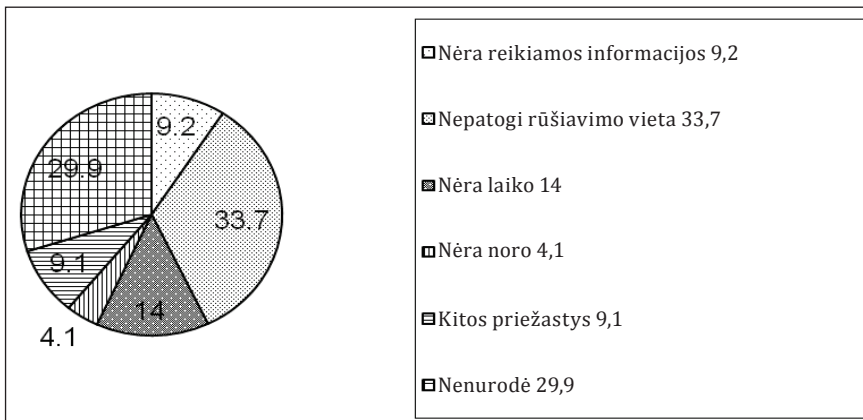 Nėra reikiamos informacijos 9,2
Nepatogi rūšiavimo vieta 33,7
Nėra laiko 14
Nėra noro 4,1
Kitos priežastys 9,1
Nenurodė 29,9
9.2
33.7
14
4.1
9.1
29.9